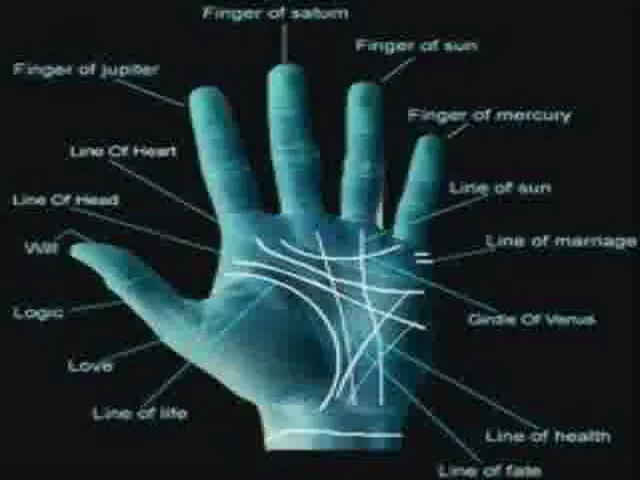 Finger of saturn
Finger of sun
Finger of jupiter
Finger of mercury
Line Of Heart
Line of sun
Line Of Head
Line of marriage
Will
Logic
Girdle Of Venus
Love
Line of life
Line of health
Line of fate